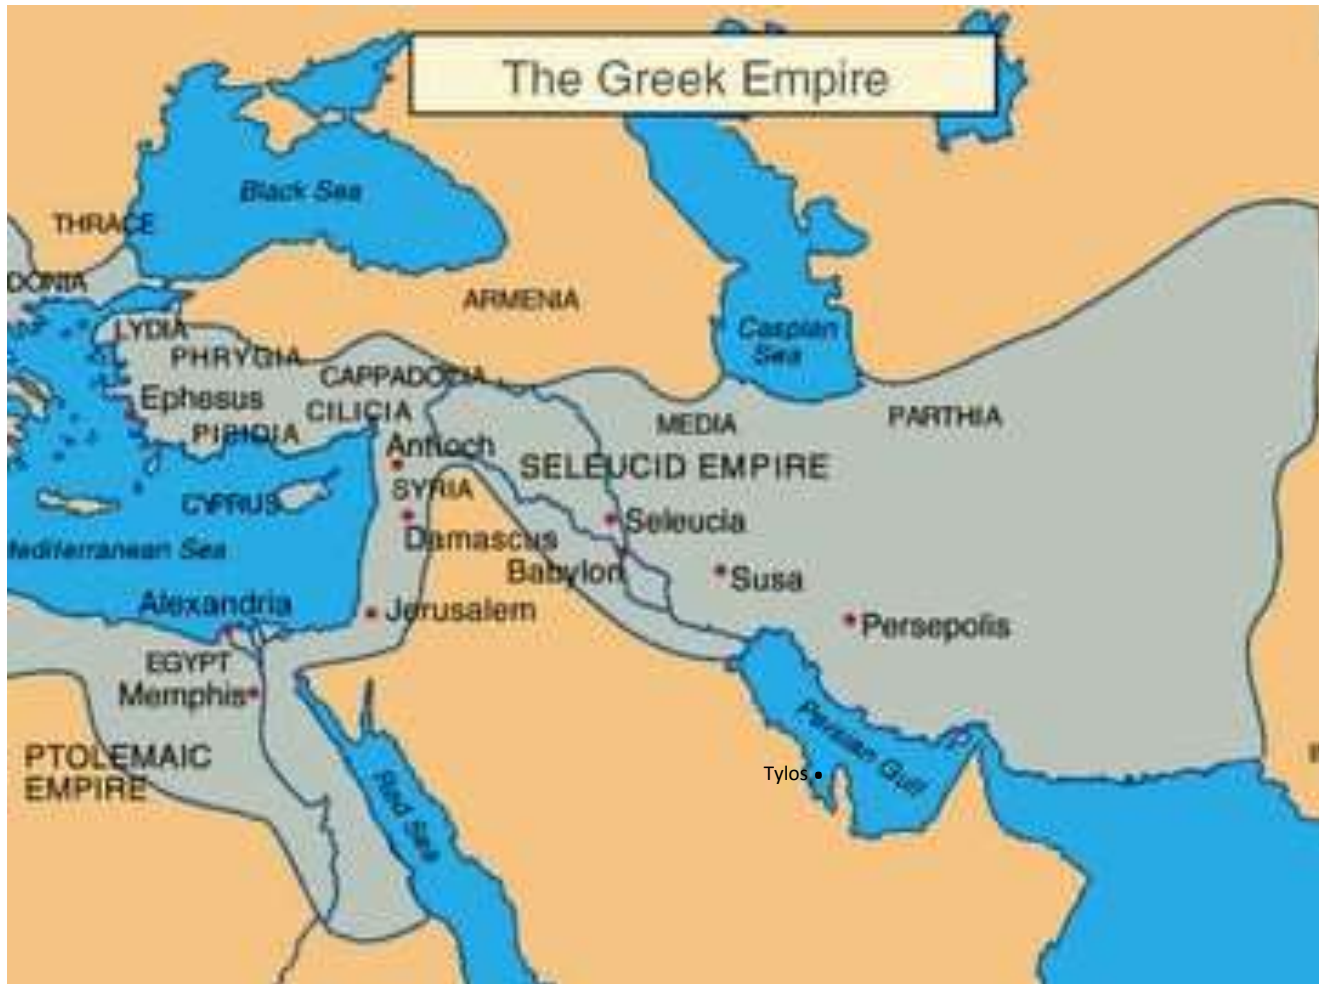 The Greek Empire
Black Sea
THRACE
DONIA
ARMENIA
LYDIA
Caspian
Sea
PHRYGIA
CAPPADOCIA
Ephesus
CILICIA
MEDIA
PARTHIA
PISIDIA
Antioch
SELEUCID EMPIRE
SYRIA
CYPRUS
Seleucia
Damascus
Mediterranean Sea
Babylon
Susa
Alexandria
Jerusalem
Persepolis
EGYPT
Memphis
PTOLEMAIC
EMPIRE
Persian Gulf
Tylos
Red Sea